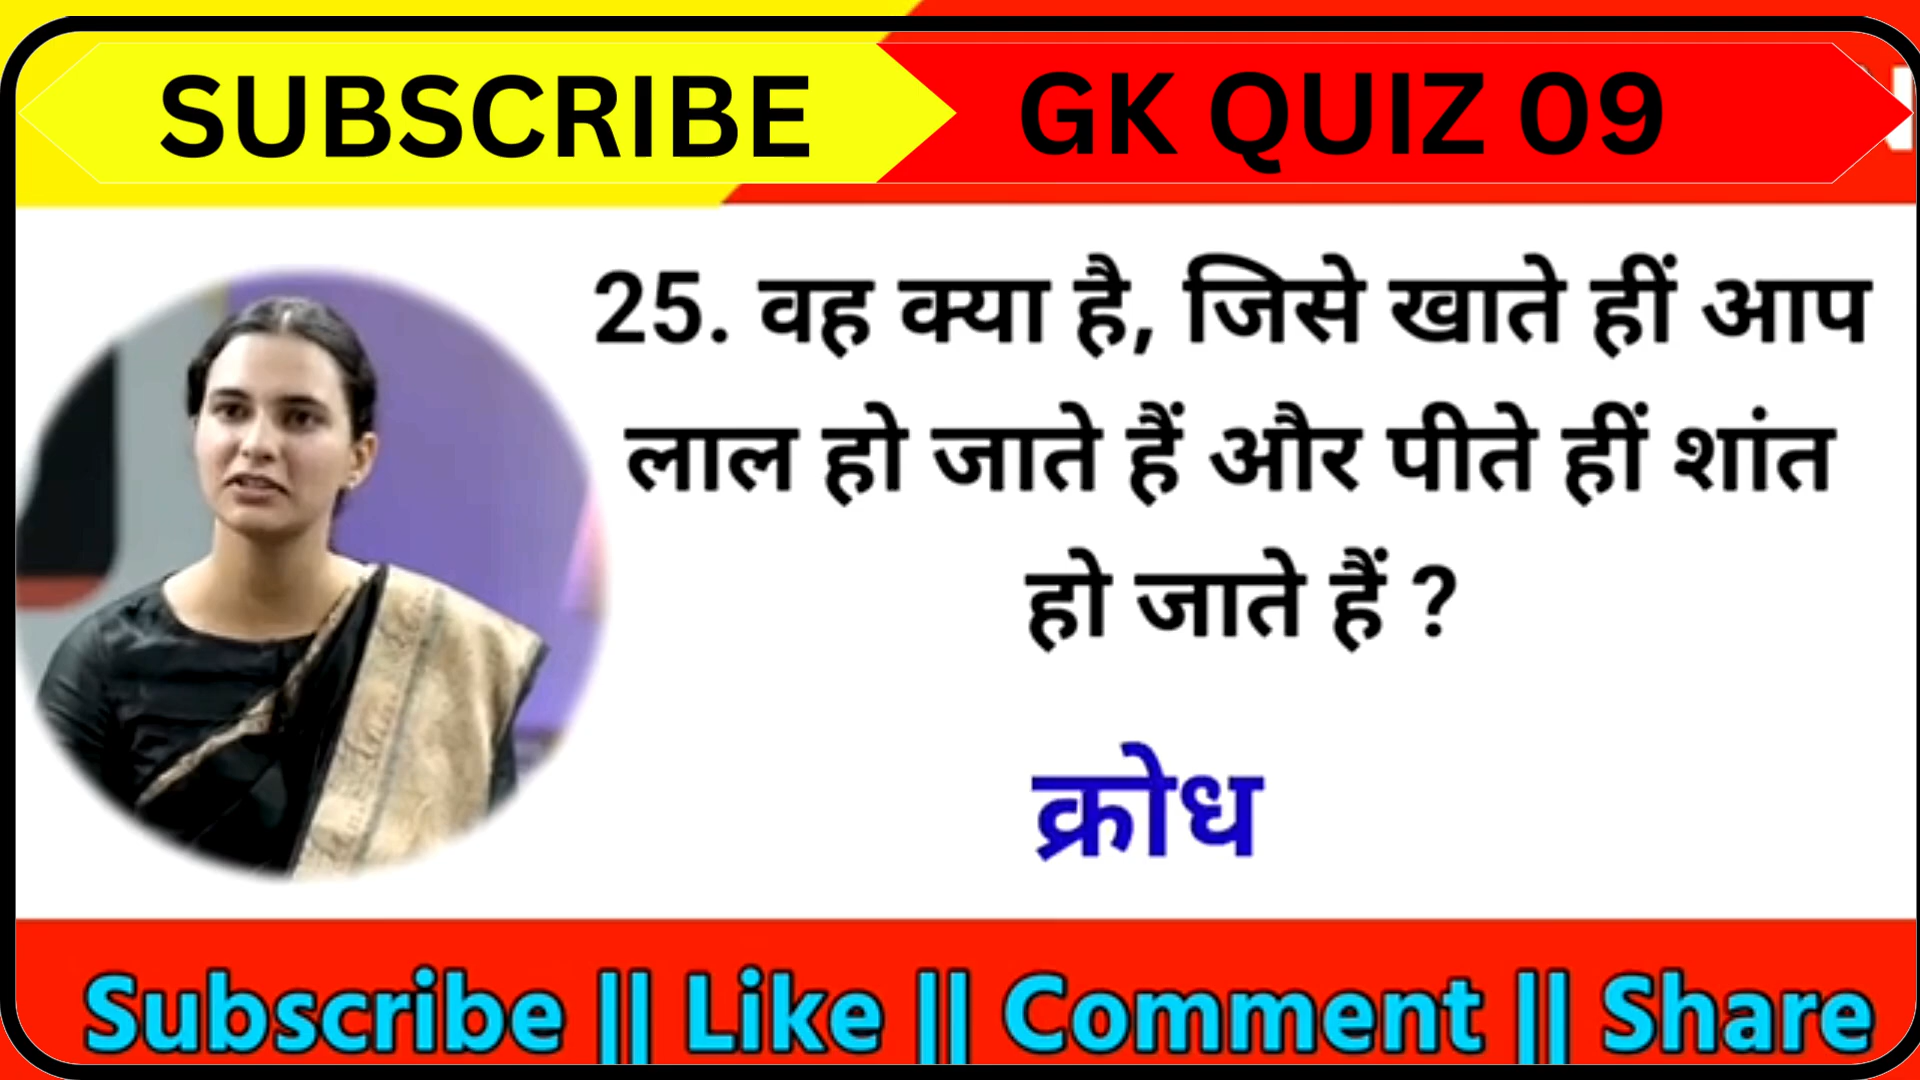 SUBSCRIBE
GK QUIZ 09
25. वह क्या है, जिसे खाते हीं आप
लाल हो जाते हैं और पीते हीं शांत
हो जाते हैं ?
क्रोध
Subscribe || Like || Comment || Share